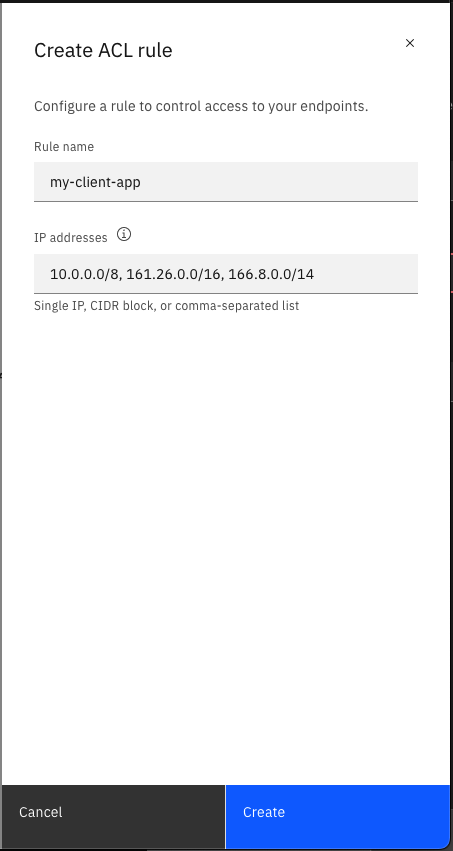 Create ACL rule
Configure a rule to control access to your endpoints.
Rule name
my-client-app
IP addresses
10.0.0.0/8, 161.26.0.0/16, 166.8.0.0/14
Single IP, CIDR block, or comma-separated list
Cancel
Create